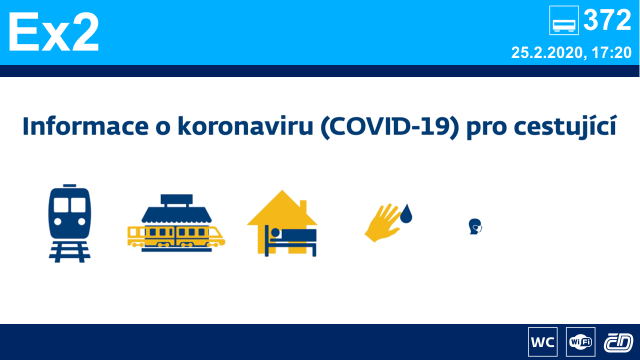 Ex2
372
25.2.2020, 17:20
Informace o koronaviru (COVID-19) pro cestující
WC
WiFi
ČD